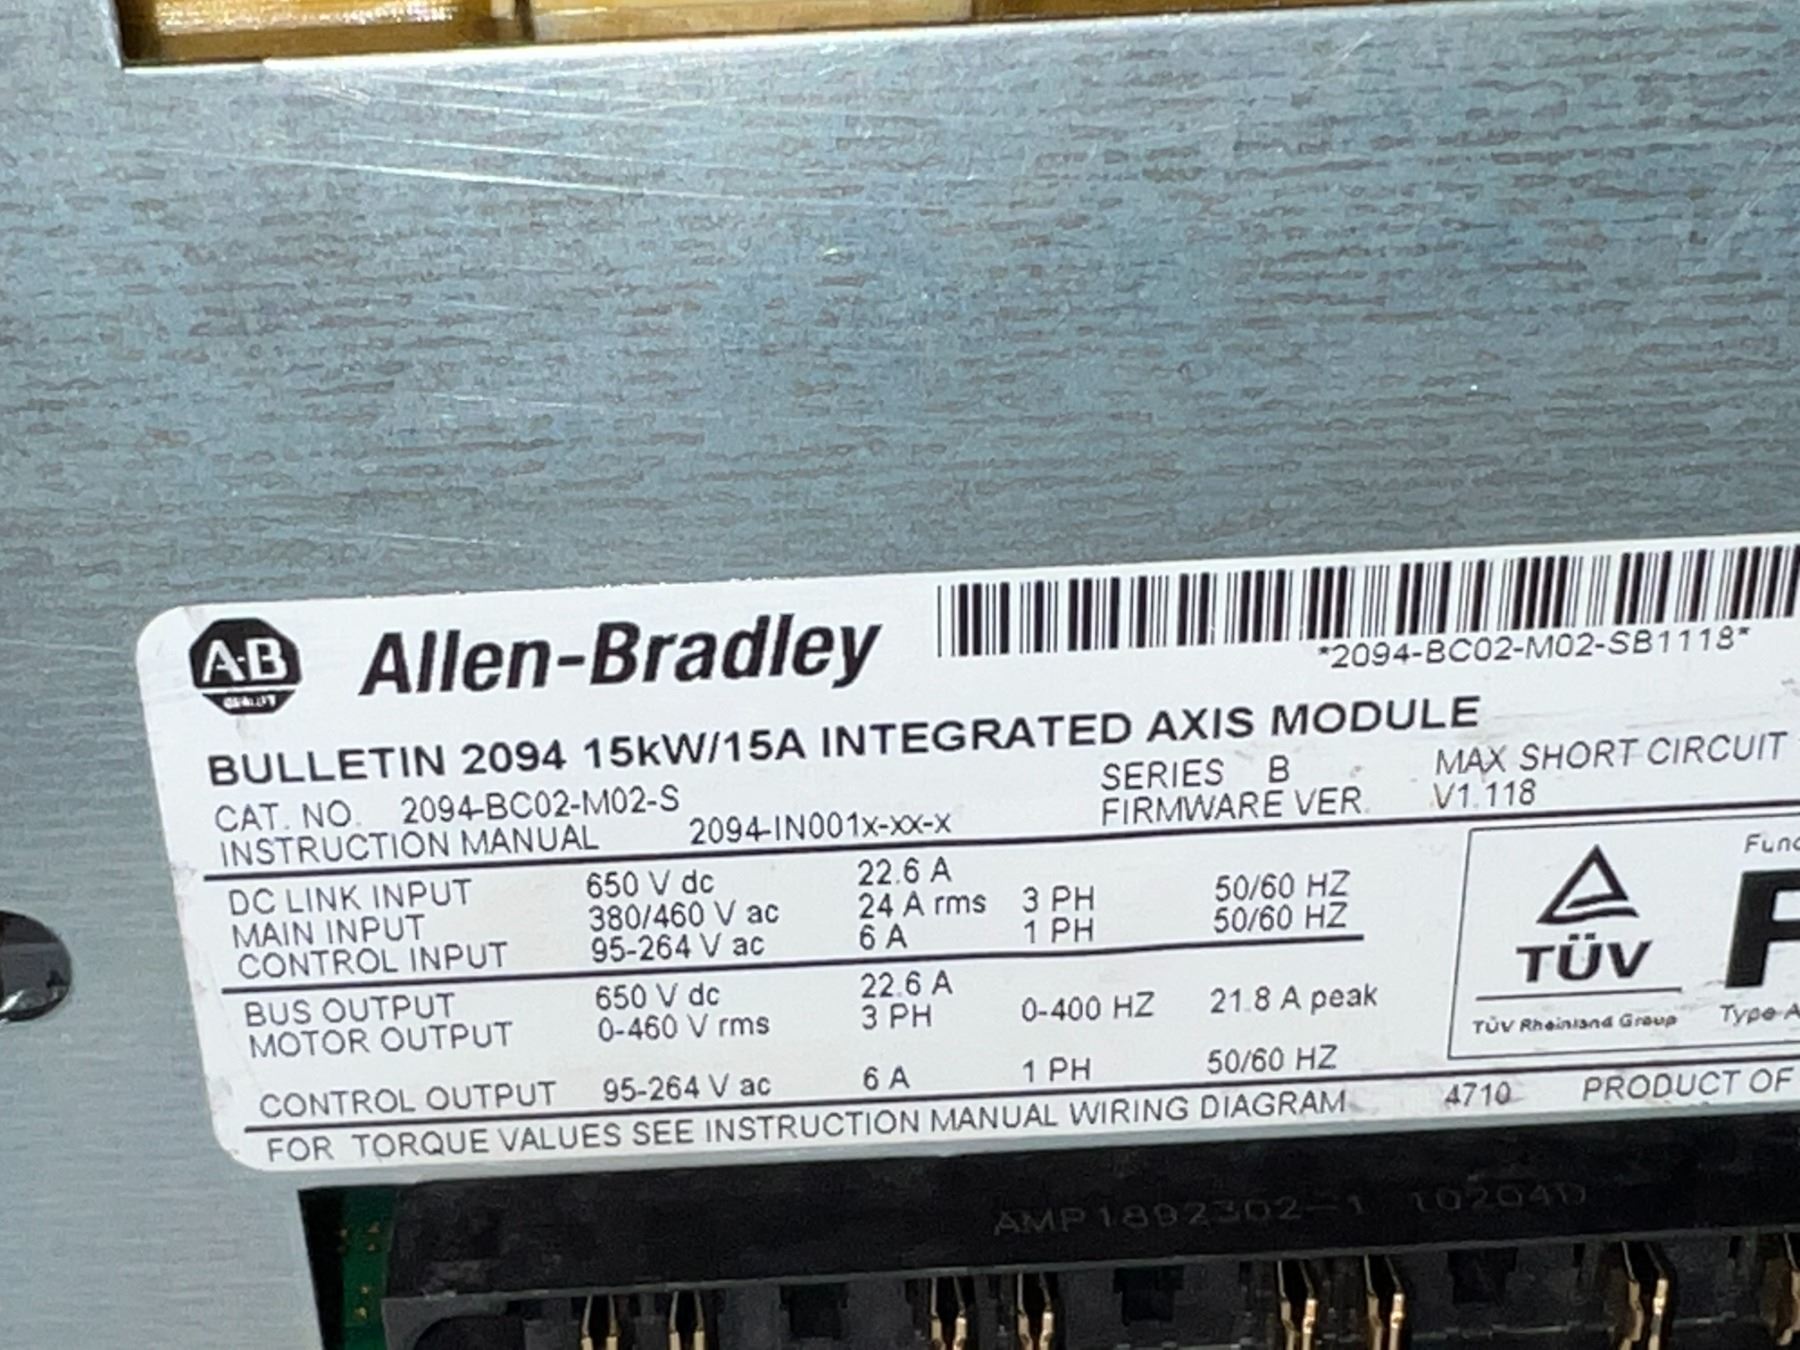 A-B
QUALITY
Allen-Bradley
*2094-BC02-M02-SB1118*
BULLETIN 2094 15kW/15A INTEGRATED AXIS MODULE
CAT. NO. 2094-BC02-M02-S SERIES B MAX SHORT CIRCUIT
INSTRUCTION MANUAL 2094-IN001x-xx-x FIRMWARE VER. V1.118
DC LINK INPUT 650 V dc 22.6 A
MAIN INPUT 380/460 V ac 24 A rms 3 PH 50/60 HZ
CONTROL INPUT 95-264 V ac 6 A 1 PH 50/60 HZ
BUS OUTPUT 650 V dc 22.6 A
MOTOR OUTPUT 0-460 V rms 3 PH 0-400 HZ 21.8 A peak
CONTROL OUTPUT 95-264 V ac 6 A 1 PH 50/60 HZ
TÜV
TÜV Rheinland Group
Type A
FOR TORQUE VALUES SEE INSTRUCTION MANUAL WIRING DIAGRAM 4710 PRODUCT OF
AMP 1892302-1 10204D